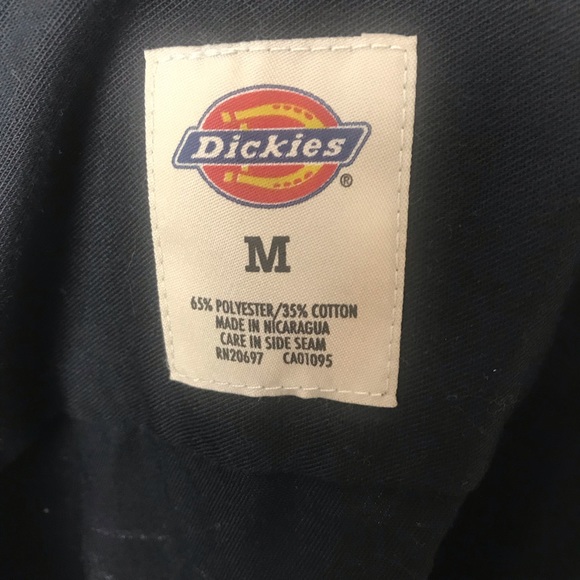 Dickies®
M
65% POLYESTER/35% COTTON
MADE IN NICARAGUA
CARE IN SIDE SEAM
RN20697 CA01095